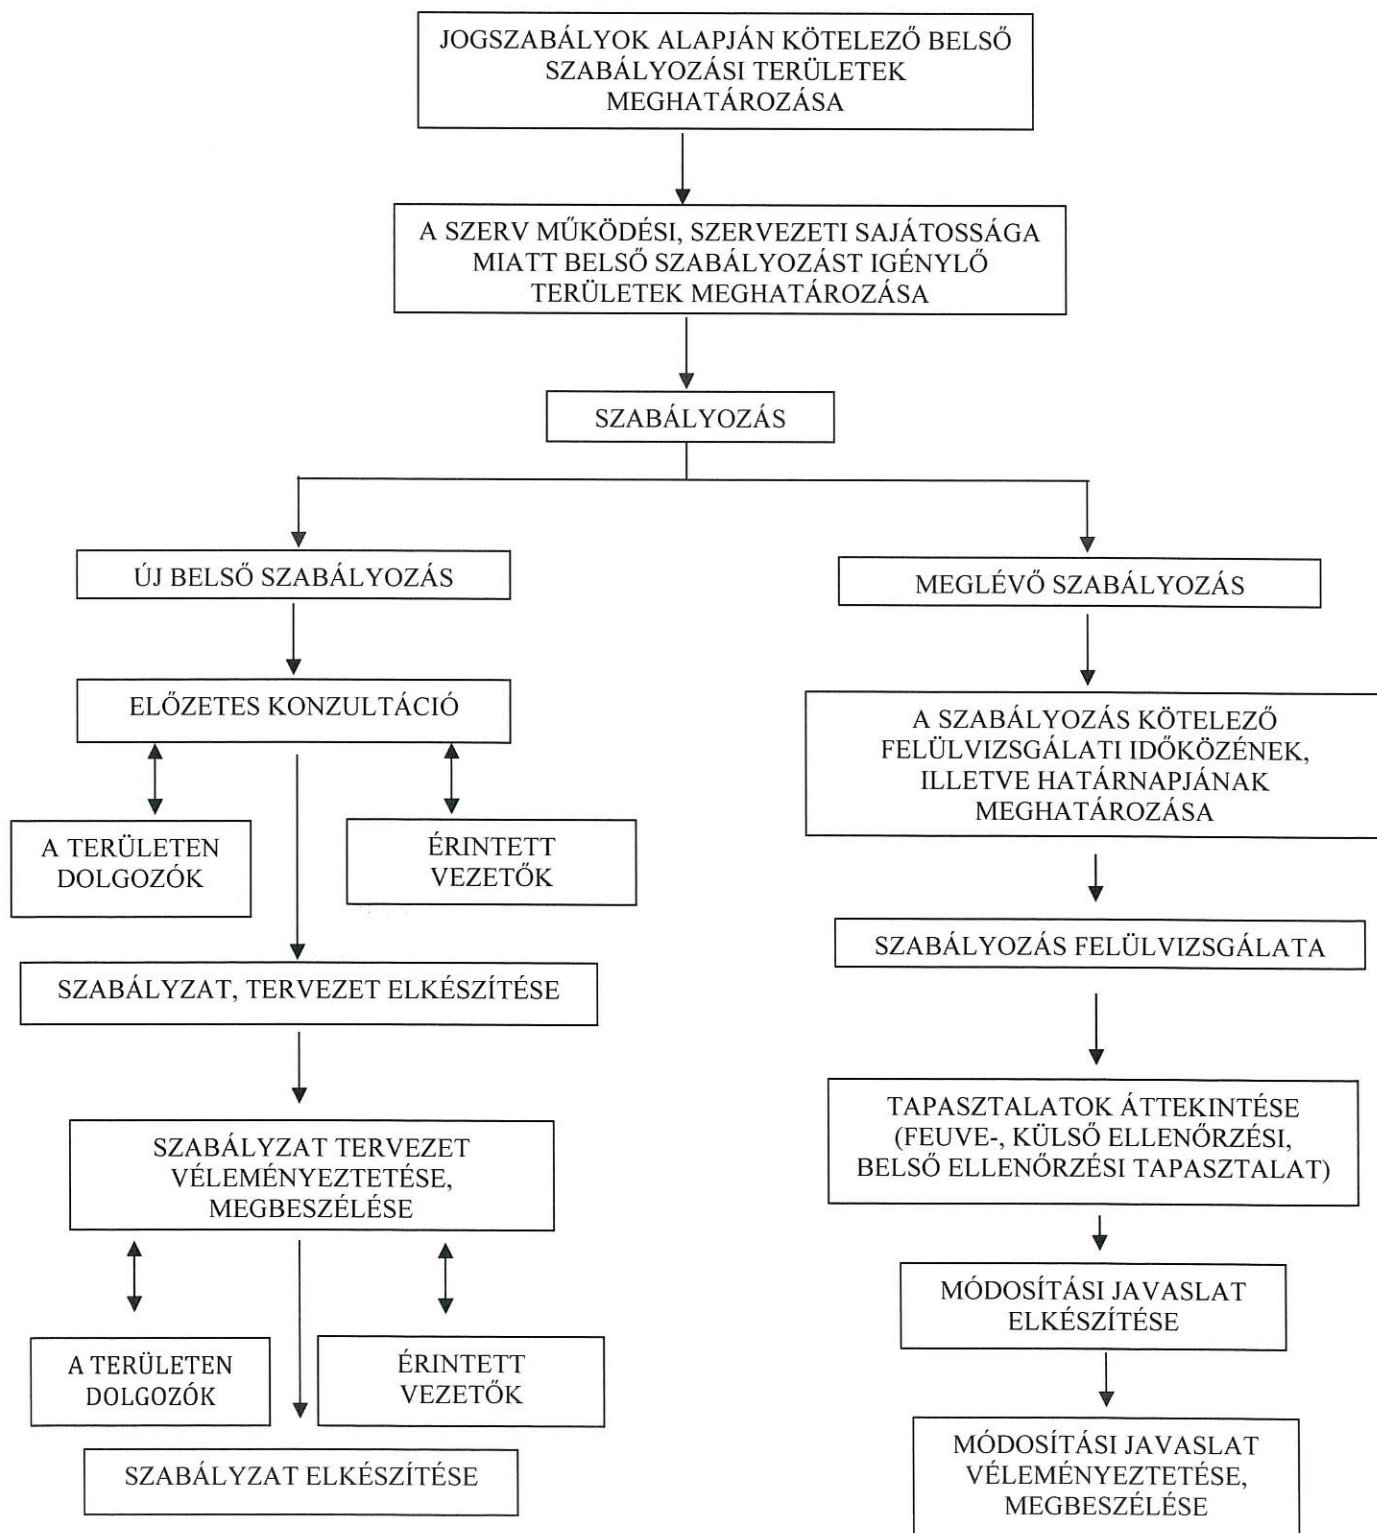 JOGSZABÁLYOK ALAPJÁN KÖTELEZŐ BELSŐ
SZABÁLYOZÁSI TERÜLETEK
MEGHATÁROZÁSA
A SZERV MŰKÖDÉSI, SZERVEZETI SAJÁTOSSÁGA
MIATT BELSŐ SZABÁLYOZÁST IGÉNYLŐ
TERÜLETEK MEGHATÁROZÁSA
SZABÁLYOZÁS
ÚJ BELSŐ SZABÁLYOZÁS
ELŐZETES KONZULTÁCIÓ
A TERÜLETEN
DOLGOZÓK
ÉRINTETT
VEZETŐK
SZABÁLYZAT, TERVEZET ELKÉSZÍTÉSE
SZABÁLYZAT TERVEZET
VÉLEMÉNYEZTETÉSE,
MEGBESZÉLÉSE
A TERÜLETEN
DOLGOZÓK
ÉRINTETT
VEZETŐK
SZABÁLYZAT ELKÉSZÍTÉSE
MEGLÉVŐ SZABÁLYOZÁS
A SZABÁLYOZÁS KÖTELEZŐ
FELÜLVIZSGÁLATI IDŐKÖZÉNEK,
ILLETVE HATÁRNAPJÁNAK
MEGHATÁROZÁSA
SZABÁLYOZÁS FELÜLVIZSGÁLATA
TAPASZTALATOK ÁTTEKINTÉSE
(FEUVE-, KÜLSŐ ELLENŐRZÉSI,
BELSŐ ELLENŐRZÉSI TAPASZTALAT)
MÓDOSÍTÁSI JAVASLAT
ELKÉSZÍTÉSE
MÓDOSÍTÁSI JAVASLAT
VÉLEMÉNYEZTETÉSE,
MEGBESZÉLÉSE